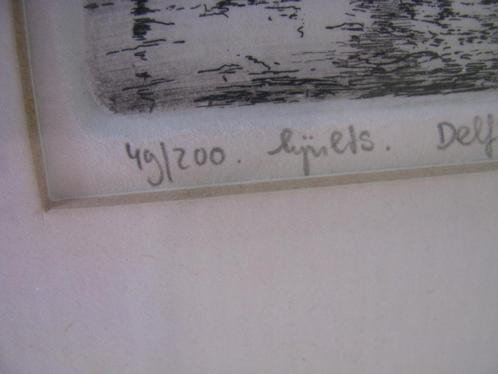 49/200. lijnets. Delf